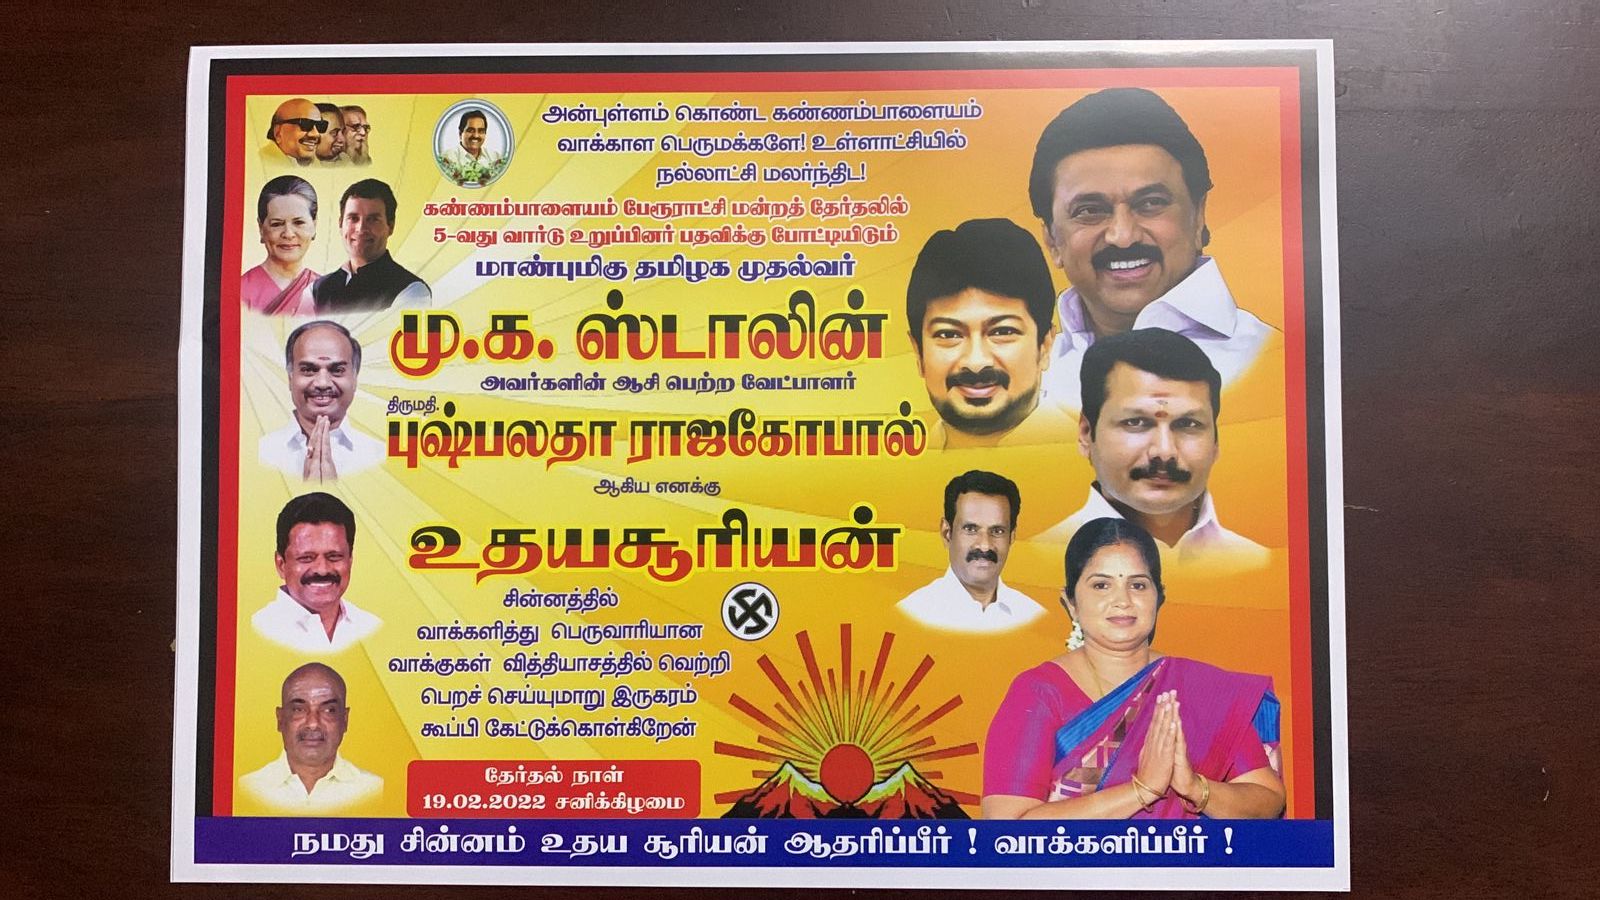 அன்புள்ளம் கொண்ட கண்ணம்பாளையம்
வாக்காள பெருமக்களே! உள்ளாட்சியில்
நல்லாட்சி மலர்ந்திட!
கண்ணம்பாளையம் பேரூராட்சி மன்றத் தேர்தலில்
5-வது வார்டு உறுப்பினர் பதவிக்கு போட்டியிடும்
மாண்புமிகு தமிழக முதல்வர்
மு.க. ஸ்டாலின்
அவர்களின் ஆசி பெற்ற வேட்பாளர்
திருமதி.
புஷ்பலதா ராஜகோபால்
ஆகிய எனக்கு
உதயசூரியன்
சின்னத்தில்
வாக்களித்து பெருவாரியான
வாக்குகள் வித்தியாசத்தில் வெற்றி
பெறச் செய்யுமாறு இருகரம்
கூப்பி கேட்டுக்கொள்கிறேன்
தேர்தல் நாள்
19.02.2022 சனிக்கிழமை
நமது சின்னம் உதய சூரியன் ஆதரிப்பீர் ! வாக்களிப்பீர் !